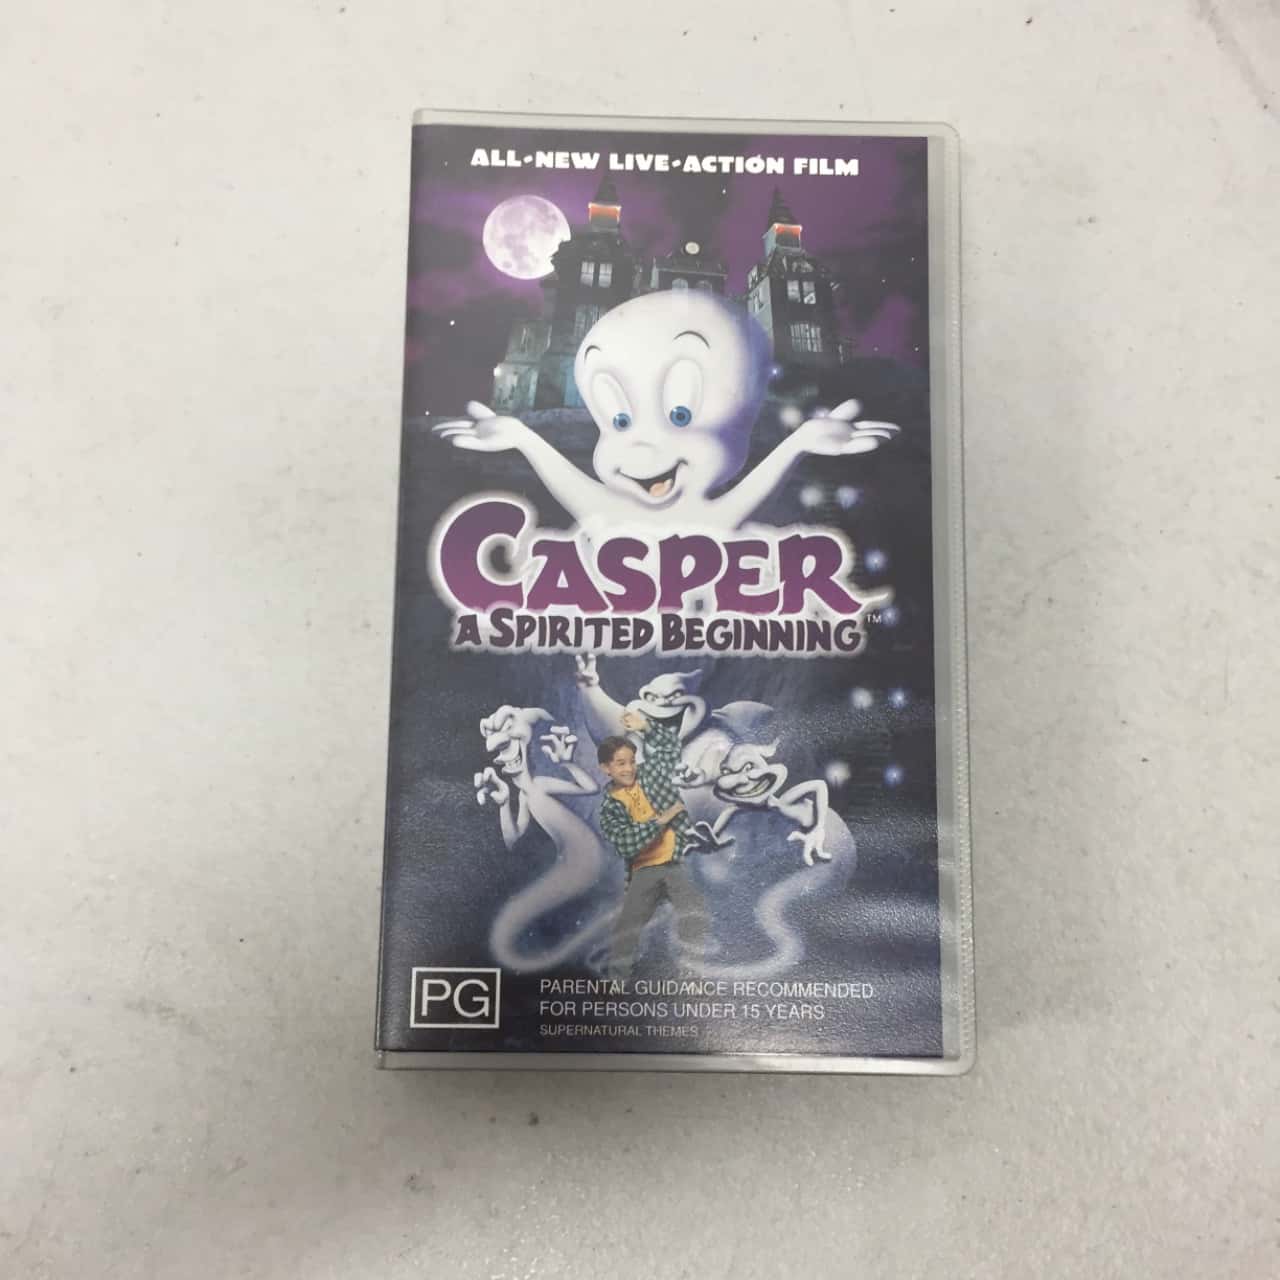 ALL-NEW LIVE-ACTION FILM
CASPER
A SPIRITED BEGINNING™
PG
PARENTAL GUIDANCE RECOMMENDED
FOR PERSONS UNDER 15 YEARS
SUPERNATURAL THEMES